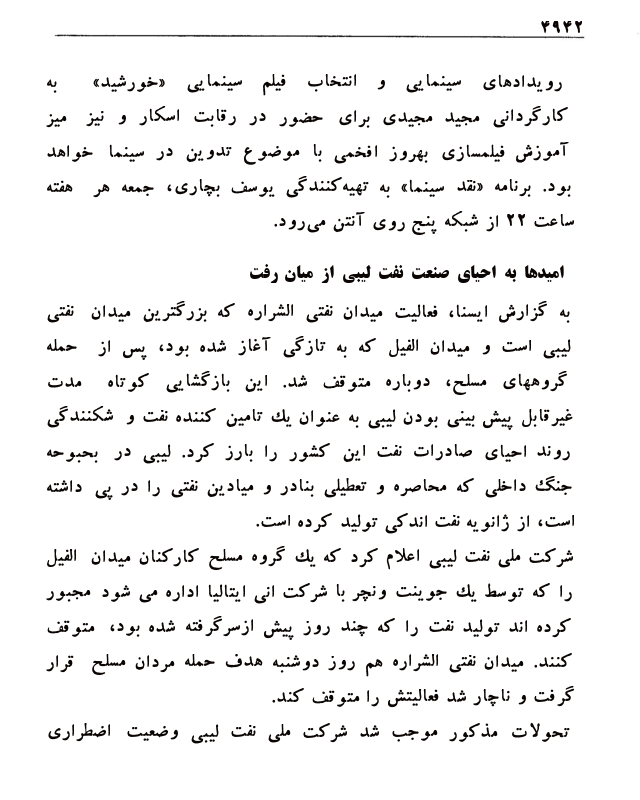 ۴۹۴۲
رویدادهای سینمایی و انتخاب فیلم سینمایی «خورشید» به
کارگردانی مجید مجیدی برای حضور در رقابت اسکار و نیز میز
آموزش فیلمسازی بهروز افخمی با موضوع تدوین در سینما خواهد
بود. برنامه «نقد سینما» به تهیه‌کنندگی یوسف بچاری، جمعه هر هفته
ساعت ۲۲ از شبکه پنج روی آنتن می‌رود.
امیدها به احیای صنعت نفت لیبی از میان رفت
به گزارش ایسنا، فعالیت میدان نفتی الشراره که بزرگترین میدان نفتی
لیبی است و میدان الفیل که به تازگی آغاز شده بود، پس از حمله
گروههای مسلح، دوباره متوقف شد. این بازگشایی کوتاه مدت
غیرقابل پیش بینی بودن لیبی به عنوان یك تامین کننده نفت و شکنندگی
روند احیای صادرات نفت این کشور را بارز کرد. لیبی در بحبوحه
جنگ داخلی که محاصره و تعطیلی بنادر و میادین نفتی را در پی داشته
است، از ژانویه نفت اندکی تولید کرده است.
شرکت ملی نفت لیبی اعلام کرد که یك گروه مسلح کارکنان میدان الفیل
را که توسط یك جوینت ونچر با شرکت انی ایتالیا اداره می شود مجبور
کرده اند تولید نفت را که چند روز پیش ازسرگرفته شده بود، متوقف
کنند. میدان نفتی الشراره هم روز دوشنبه هدف حمله مردان مسلح قرار
گرفت و ناچار شد فعالیتش را متوقف کند.
تحولات مذکور موجب شد شرکت ملی نفت لیبی وضعیت اضطراری